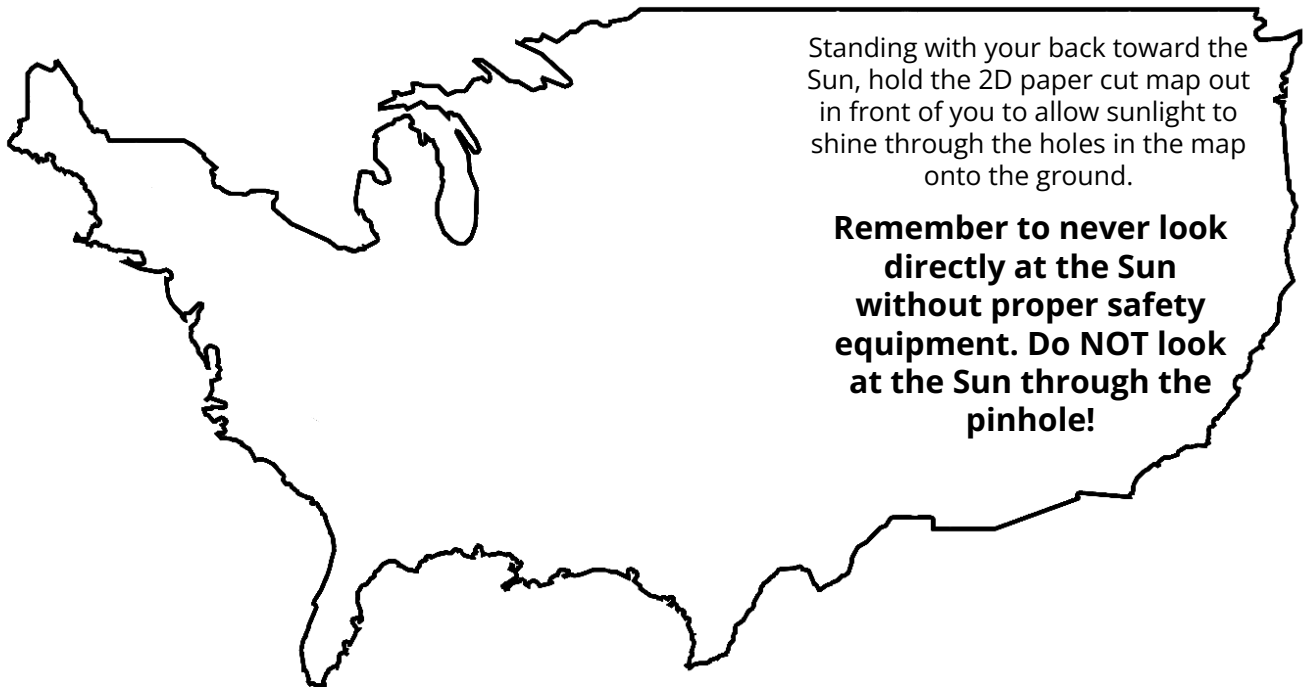 Standing with your back toward the
Sun, hold the 2D paper cut map out
in front of you to allow sunlight to
shine through the holes in the map
onto the ground.
Remember to never look
directly at the Sun
without proper safety
equipment. Do NOT look
at the Sun through the
pinhole!